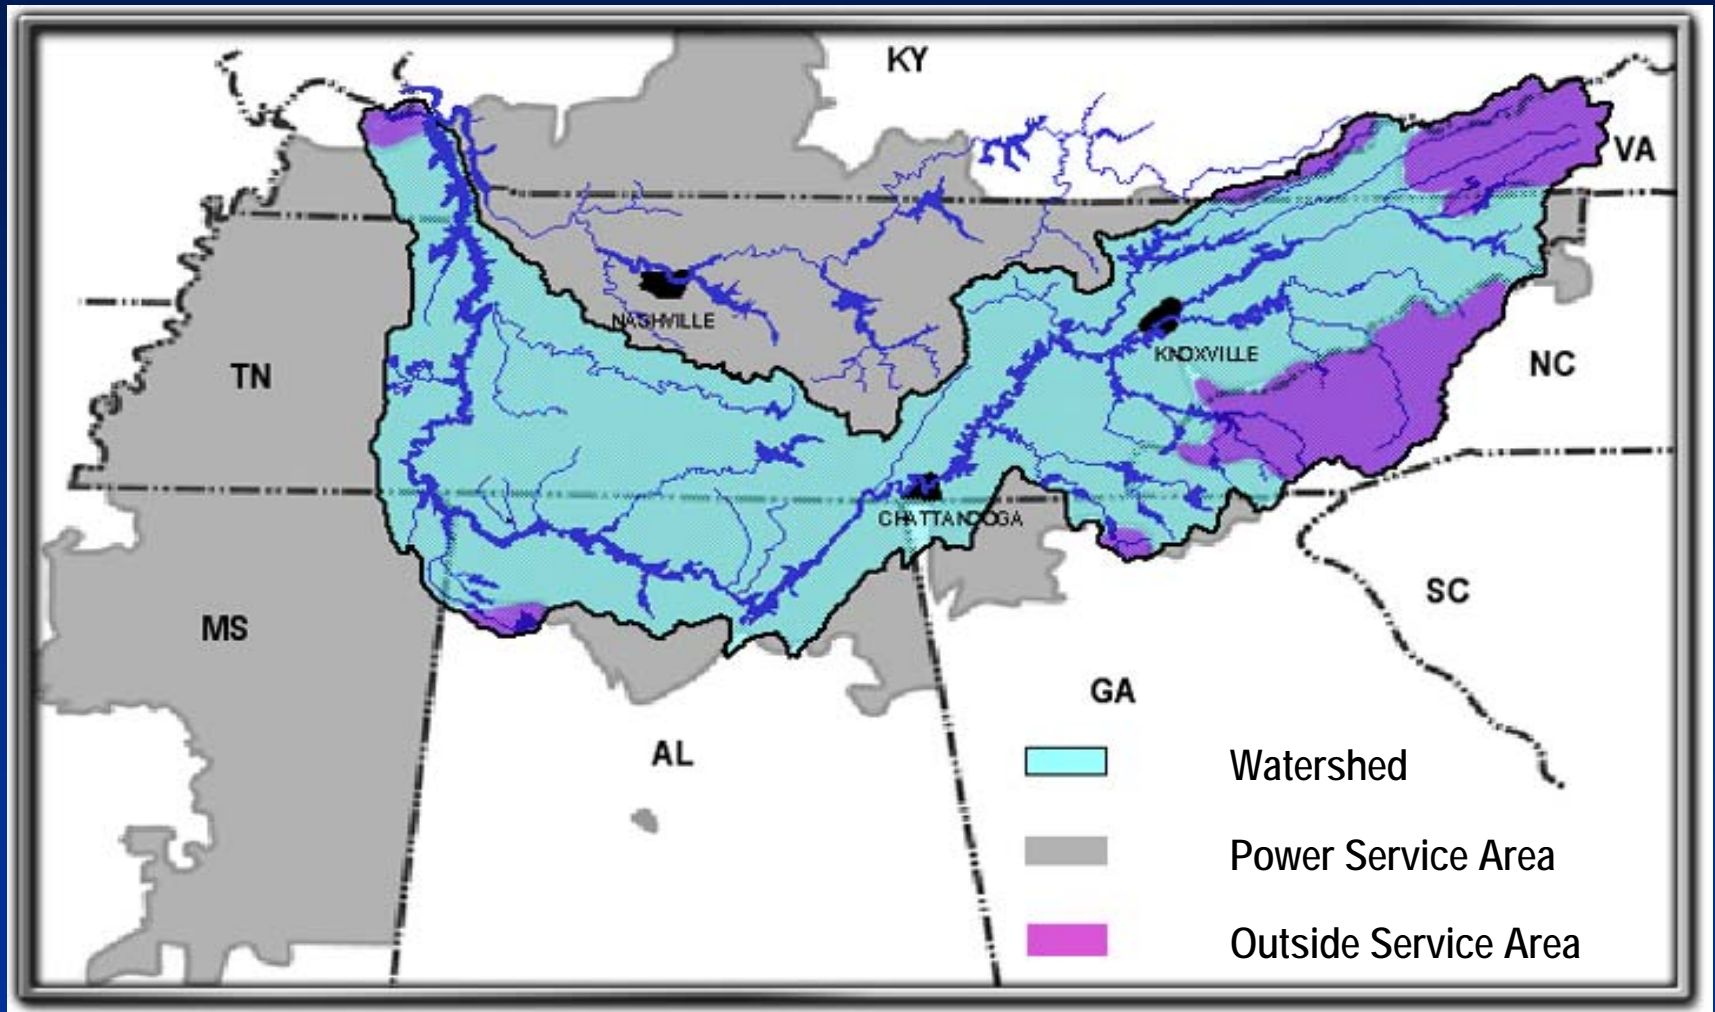 KY
VA
NASHVILLE
KNOXVILLE
TN
NC
CHATTANOOGA
SC
MS
GA
AL
Watershed
Power Service Area
Outside Service Area